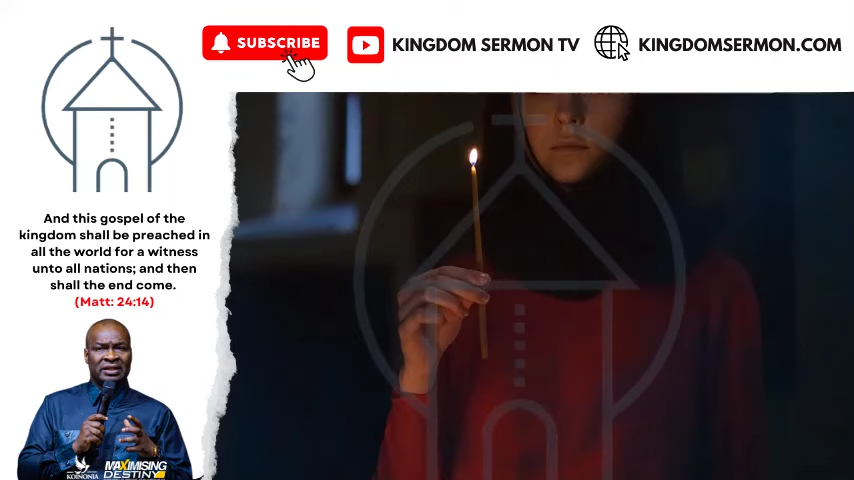 SUBSCRIBE
KINGDOM SERMON TV
KINGDOMSERMON.COM
And this gospel of the
kingdom shall be preached in
all the world for a witness
unto all nations; and then
shall the end come.
(Matt: 24:14)
KOINONIA
MAXIMISING
DESTINY